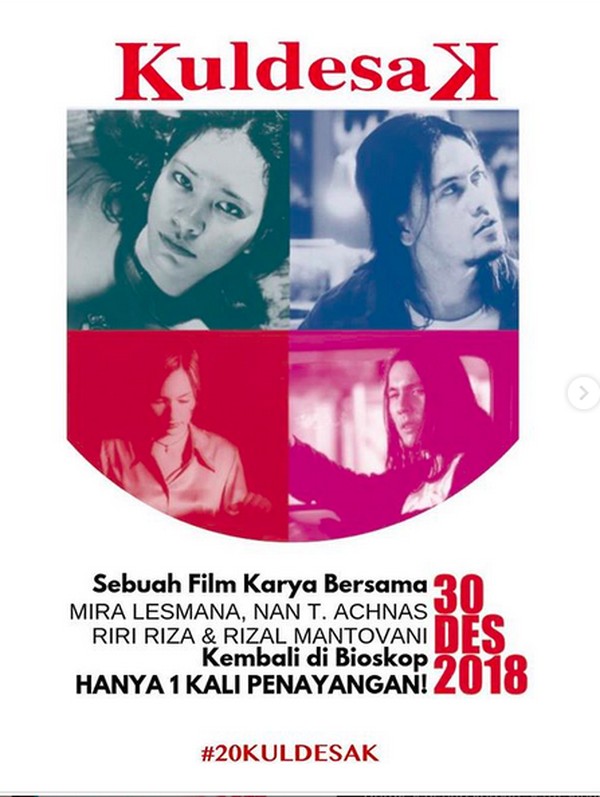 KuldesaK
Sebuah Film Karya Bersama
MIRA LESMANA, NAN T. ACHNAS
RIRI RIZA & RIZAL MANTOVANI
Kembali di Bioskop
HANYA 1 KALI PENAYANGAN!
30
DES
2018
#20KULDESAK